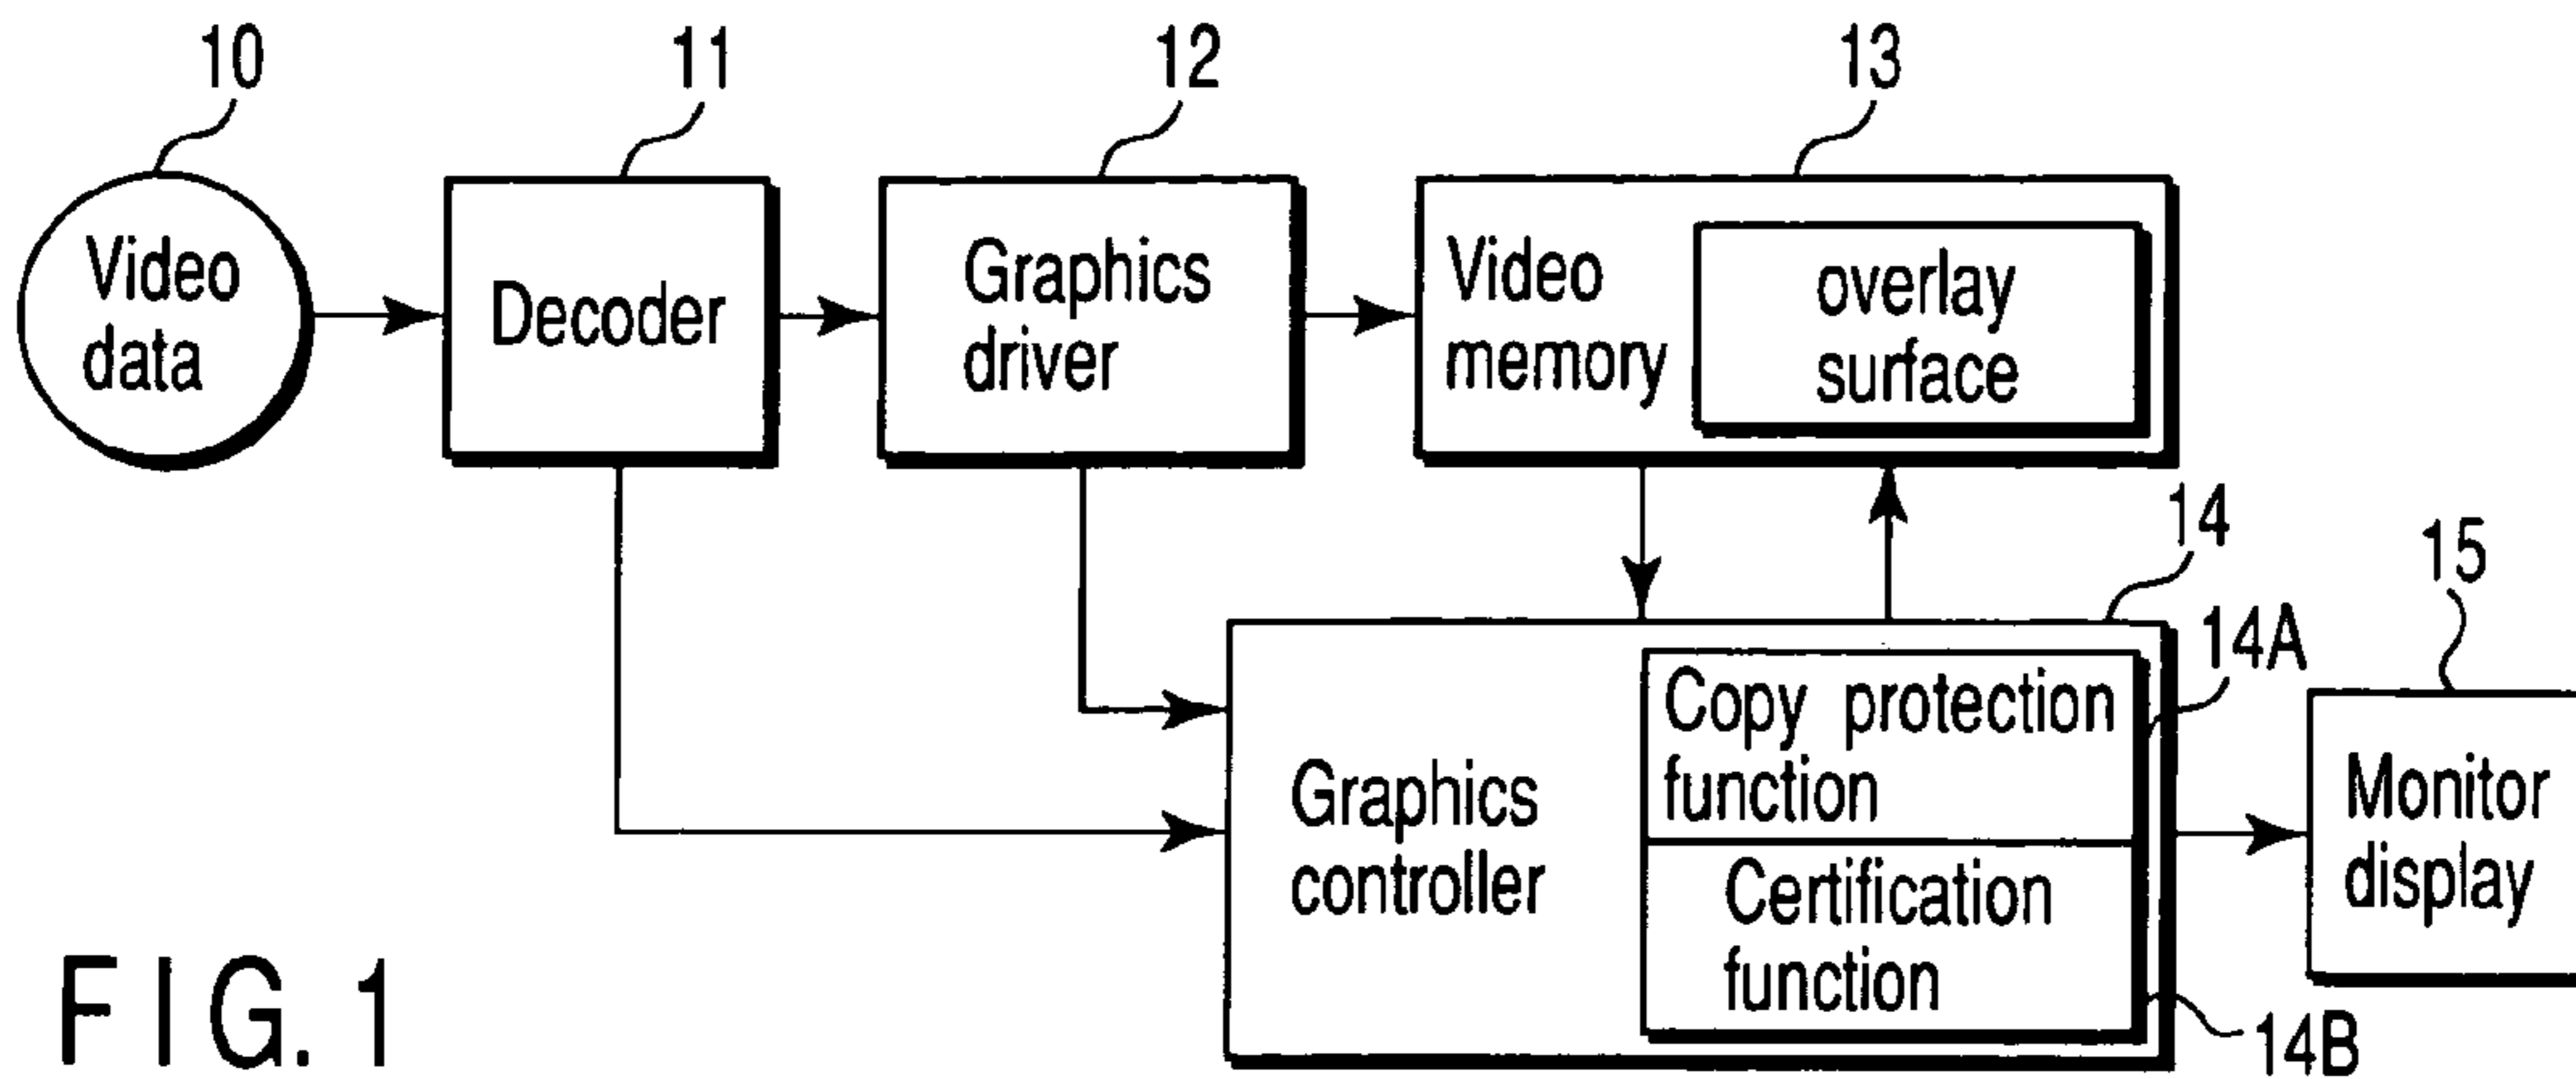 10
11
12
13
Video
data
Decoder
Graphics
driver
Video
memory
overlay
surface
14
15
14A
Copy protection
function
Graphics
controller
Certification
function
Monitor
display
14B
FIG. 1